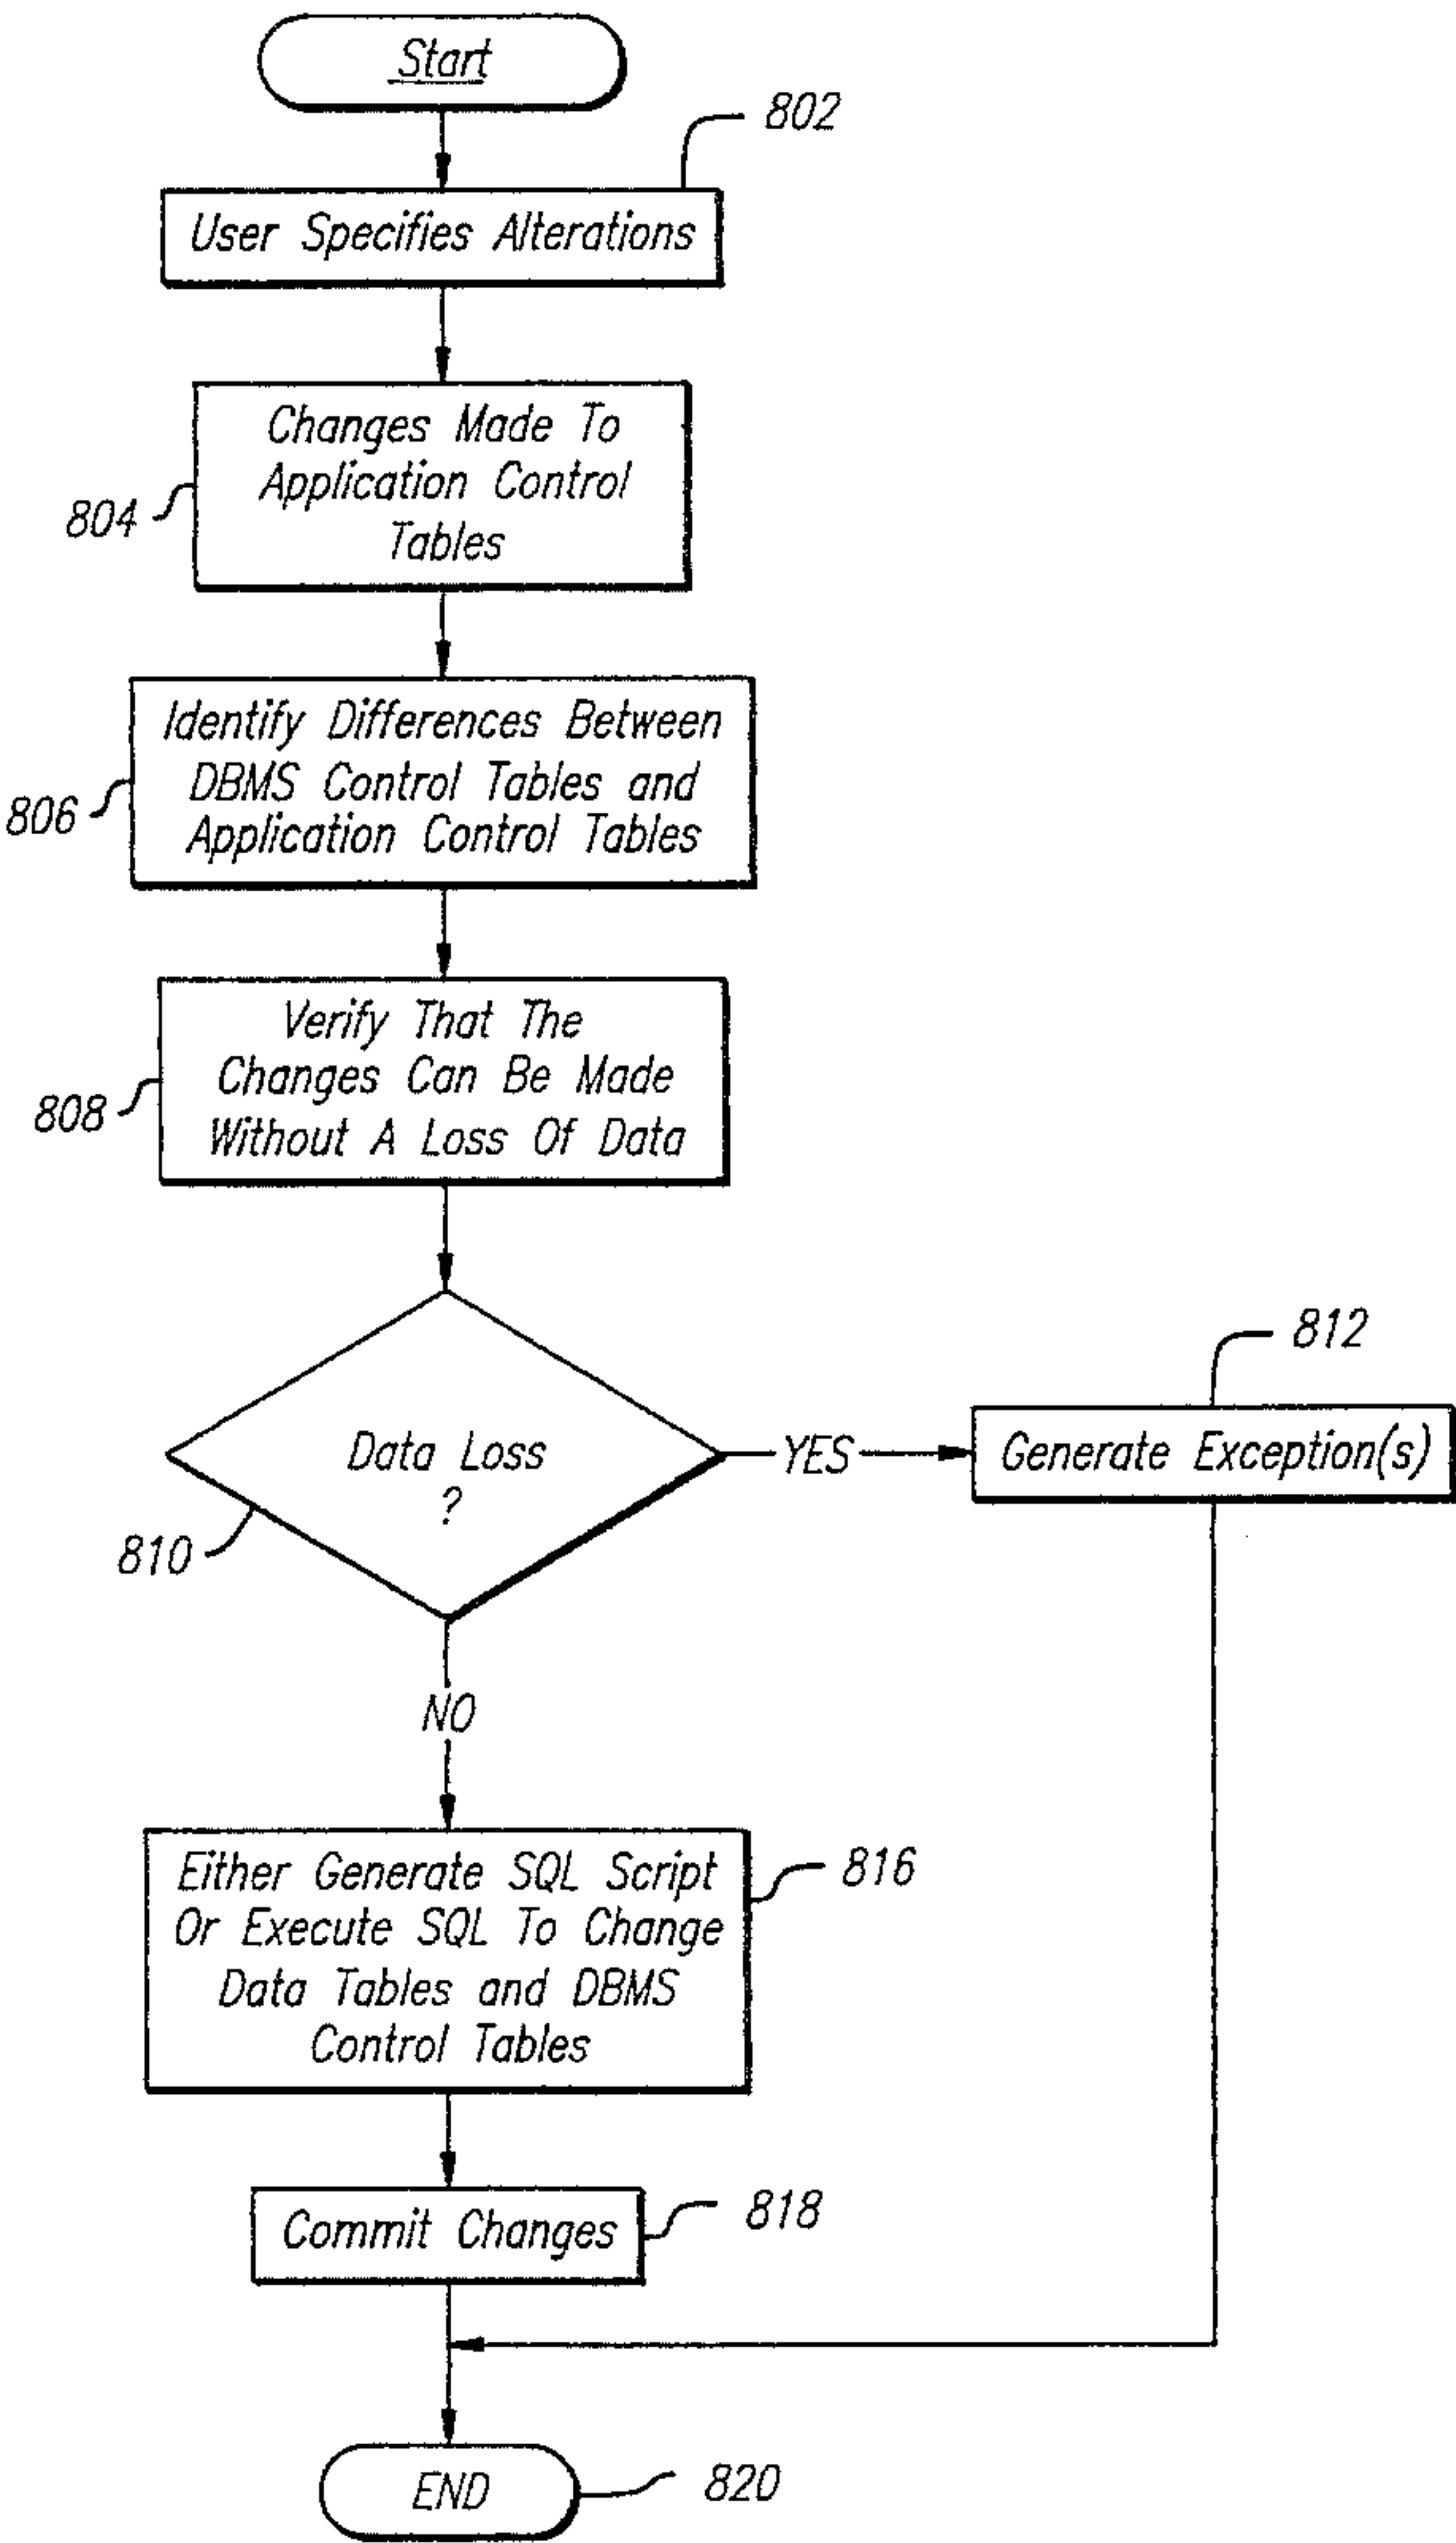 Start
802
User Specifies Alterations
Changes Made To
Application Control
Tables
804
Identify Differences Between
DBMS Control Tables and
Application Control Tables
806
Verify That The
Changes Can Be Made
Without A Loss Of Data
808
812
Data Loss
?
YES
Generate Exception(s)
810
NO
Either Generate SQL Script
Or Execute SQL To Change
Data Tables and DBMS
Control Tables
816
Commit Changes
818
END
820